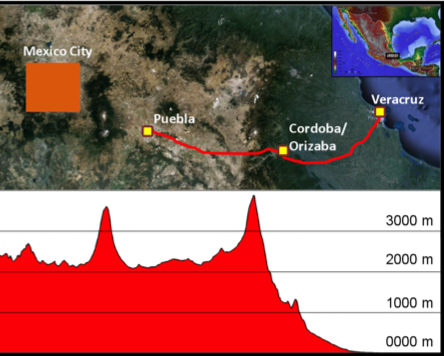 Mexico City
Veracruz
Puebla
Cordoba/
Orizaba
3000 m
2000 m
1000 m
0000 m